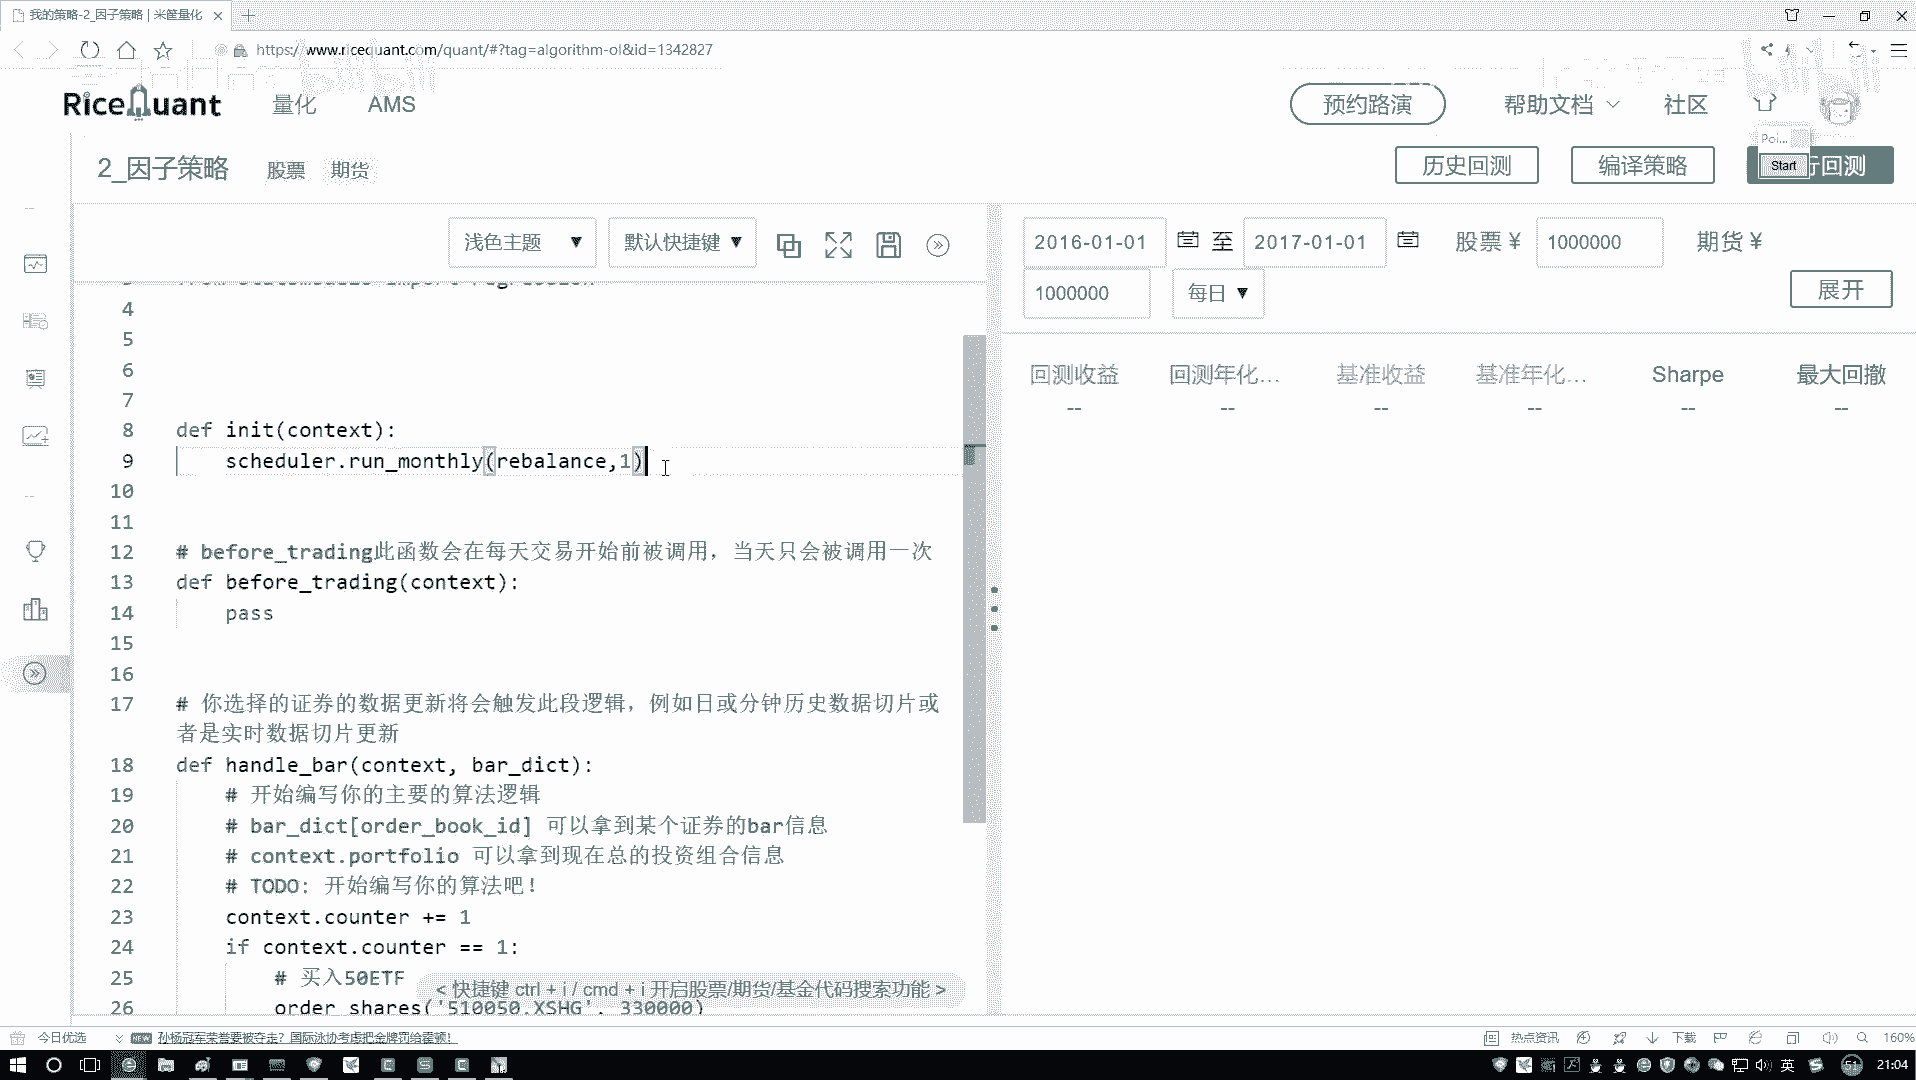 我的策略-2_因子策略 | 米筐量化
https://www.ricequant.com/quant/#?tag=algorithm-ol&id=1342827
bilibili
RiceQuant 量化 AMS 预约路演 帮助文档 社区
Poi...
Start
2_因子策略 股票 期货 历史回测 编译策略 行回测
浅色主题 ▼ 默认快捷键 ▼
2016-01-01 至 2017-01-01 股票 ¥ 1000000 期货 ¥
1000000 每日 ▼ 展开
回测收益 回测年化... 基准收益 基准年化... Sharpe 最大回撤
-- -- -- -- -- --
4
5
6
7
8 def init(context):
9 scheduler.run_monthly(rebalance,1)
10
11
12 # before_trading此函数会在每天交易开始前被调用，当天只会被调用一次
13 def before_trading(context):
14 pass
15
16
17 # 你选择的证券的数据更新将会触发此段逻辑，例如日或分钟历史数据切片或
者是实时数据切片更新
18 def handle_bar(context, bar_dict):
19 # 开始编写你的主要的算法逻辑
20 # bar_dict[order_book_id] 可以拿到某个证券的bar信息
21 # context.portfolio 可以拿到现在总的投资组合信息
22 # TODO: 开始编写你的算法吧！
23 context.counter += 1
24 if context.counter == 1:
25 # 买入50ETF
26 order_shares('510050.XSHG', 330000)
< 快捷键 ctrl + i / cmd + i 开启股票/期货/基金代码搜索功能 >
今日优选 NEW 孙杨冠军荣誉要被夺走？国际泳协考虑把金牌罚给霍顿！ 热点资讯 下载 160%
英 51 21:04